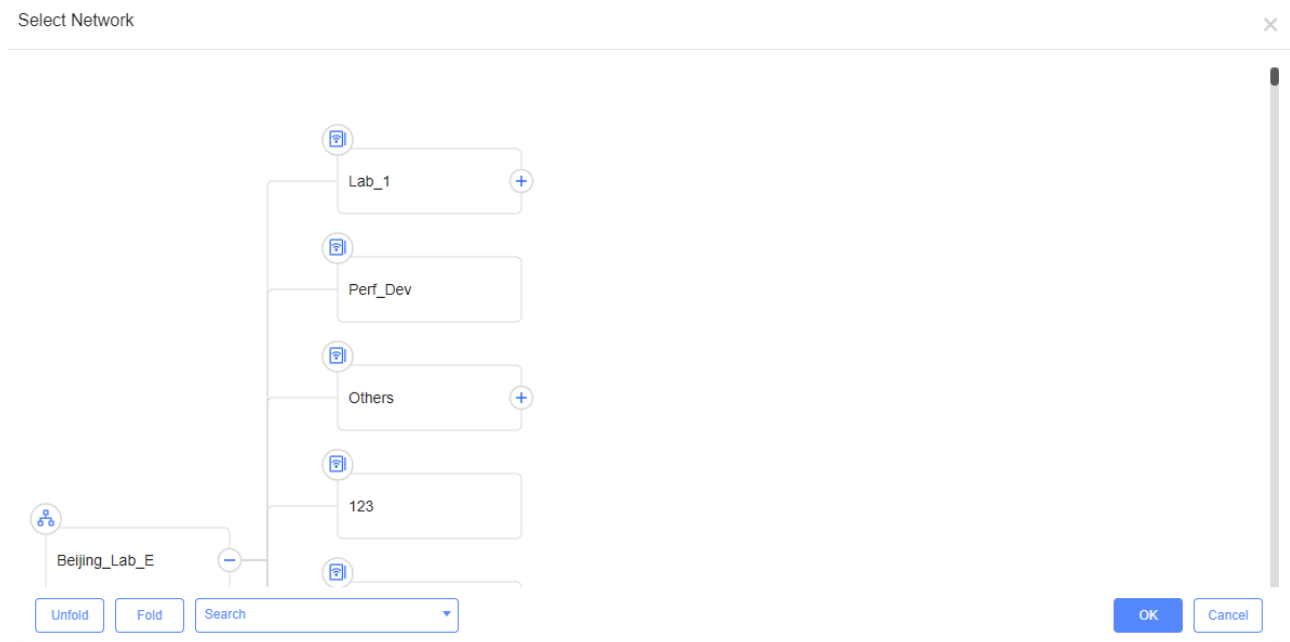 Select Network
Lab_1
Perf_Dev
Others
123
Beijing_Lab_E
Unfold
Fold
Search
OK
Cancel